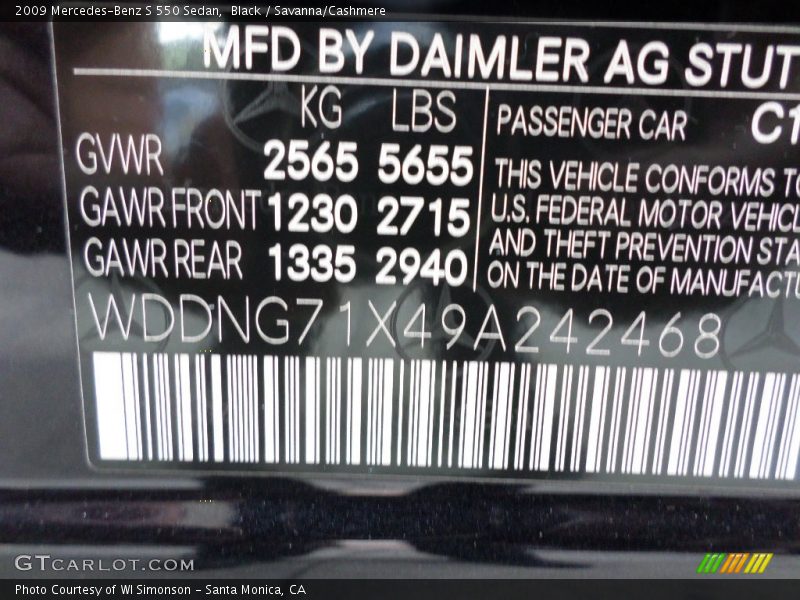 2009 Mercedes-Benz S 550 Sedan, Black / Savanna/Cashmere
MFD BY DAIMLER AG STUT
KG LBS
GVWR 2565 5655
GAWR FRONT 1230 2715
GAWR REAR 1335 2940
PASSENGER CAR C1
THIS VEHICLE CONFORMS TO
U.S. FEDERAL MOTOR VEHICL
AND THEFT PREVENTION STA
ON THE DATE OF MANUFACTU
WDDNG71X49A242468
GTCARLOT.COM
Photo Courtesy of WI Simonson - Santa Monica, CA